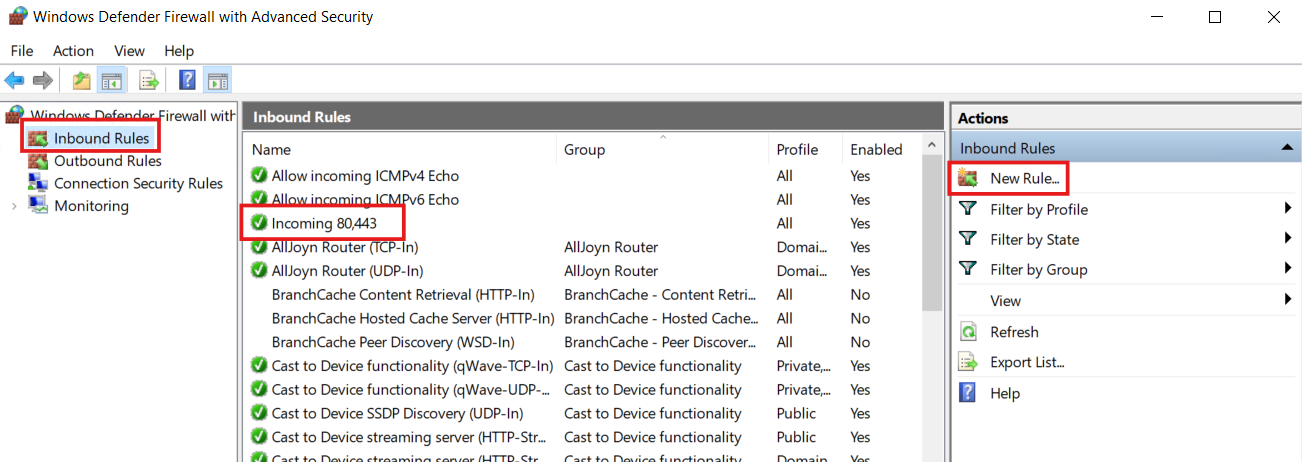 Windows Defender Firewall with Advanced Security
File Action View Help
Windows Defender Firewall with
Inbound Rules
Outbound Rules
Connection Security Rules
Monitoring
Inbound Rules
Name Group Profile Enabled
Allow incoming ICMPv4 Echo All Yes
Allow incoming ICMPv6 Echo All Yes
Incoming 80,443 All Yes
AllJoyn Router (TCP-In) AllJoyn Router Domai... Yes
AllJoyn Router (UDP-In) AllJoyn Router Domai... Yes
BranchCache Content Retrieval (HTTP-In) BranchCache - Content Retri... All No
BranchCache Hosted Cache Server (HTTP-In) BranchCache - Hosted Cache... All No
BranchCache Peer Discovery (WSD-In) BranchCache - Peer Discover... All No
Cast to Device functionality (qWave-TCP-In) Cast to Device functionality Private,... Yes
Cast to Device functionality (qWave-UDP-... Cast to Device functionality Private,... Yes
Cast to Device SSDP Discovery (UDP-In) Cast to Device functionality Public Yes
Cast to Device streaming server (HTTP-Str... Cast to Device functionality Public Yes
Cast to Device streaming server (HTTP-Str... Cast to Device functionality Domain Yes
Actions
Inbound Rules
New Rule...
Filter by Profile
Filter by State
Filter by Group
View
Refresh
Export List...
Help